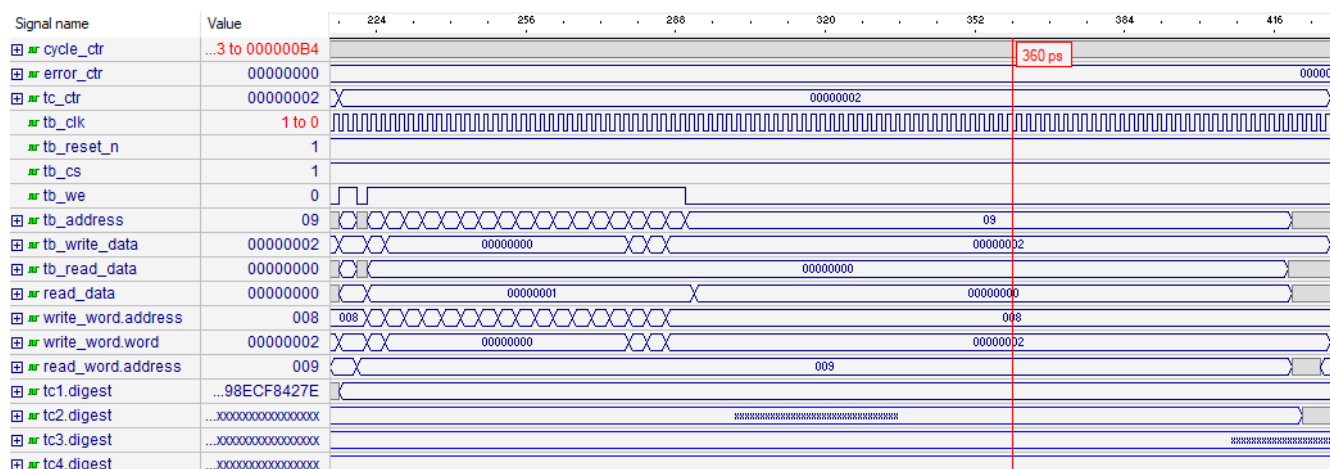 Signal name Value 224 256 288 320 352 384 416
cycle_ctr ...3 to 000000B4 360 ps
error_ctr 00000000 00000
tc_ctr 00000002 00000002
tb_clk 1 to 0
tb_reset_n 1
tb_cs 1
tb_we 0
tb_address 09 09
tb_write_data 00000002 00000000 00000002
tb_read_data 00000000 00000000
read_data 00000000 00000001 00000000
write_word.address 008 008 008
write_word.word 00000002 00000000 00000002
read_word.address 009 009
tc1.digest ...98ECF8427E
tc2.digest ...xxxxxxxxxxxxxxxx
tc3.digest ...xxxxxxxxxxxxxxxx
tc4.digest ...xxxxxxxxxxxxxxxx